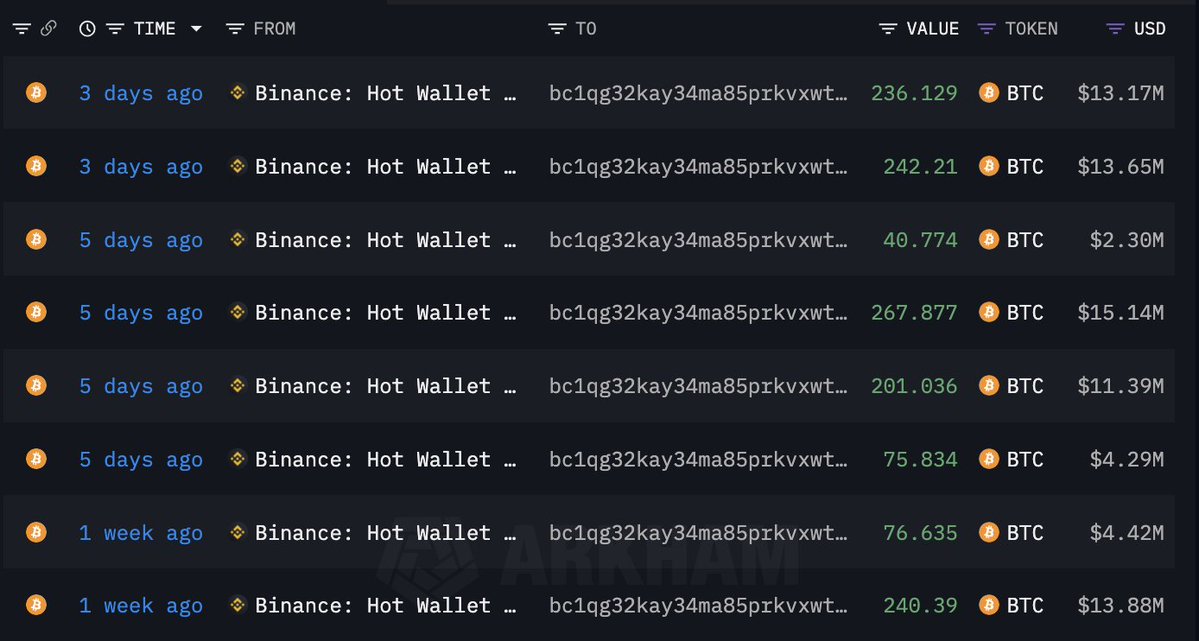 TIME FROM TO VALUE TOKEN USD
3 days ago Binance: Hot Wallet … bc1qg32kay34ma85prkvxwt… 236.129 BTC $13.17M
3 days ago Binance: Hot Wallet … bc1qg32kay34ma85prkvxwt… 242.21 BTC $13.65M
5 days ago Binance: Hot Wallet … bc1qg32kay34ma85prkvxwt… 40.774 BTC $2.30M
5 days ago Binance: Hot Wallet … bc1qg32kay34ma85prkvxwt… 267.877 BTC $15.14M
5 days ago Binance: Hot Wallet … bc1qg32kay34ma85prkvxwt… 201.036 BTC $11.39M
5 days ago Binance: Hot Wallet … bc1qg32kay34ma85prkvxwt… 75.834 BTC $4.29M
1 week ago Binance: Hot Wallet … bc1qg32kay34ma85prkvxwt… 76.635 BTC $4.42M
ARKHAM
1 week ago Binance: Hot Wallet … bc1qg32kay34ma85prkvxwt… 240.39 BTC $13.88M